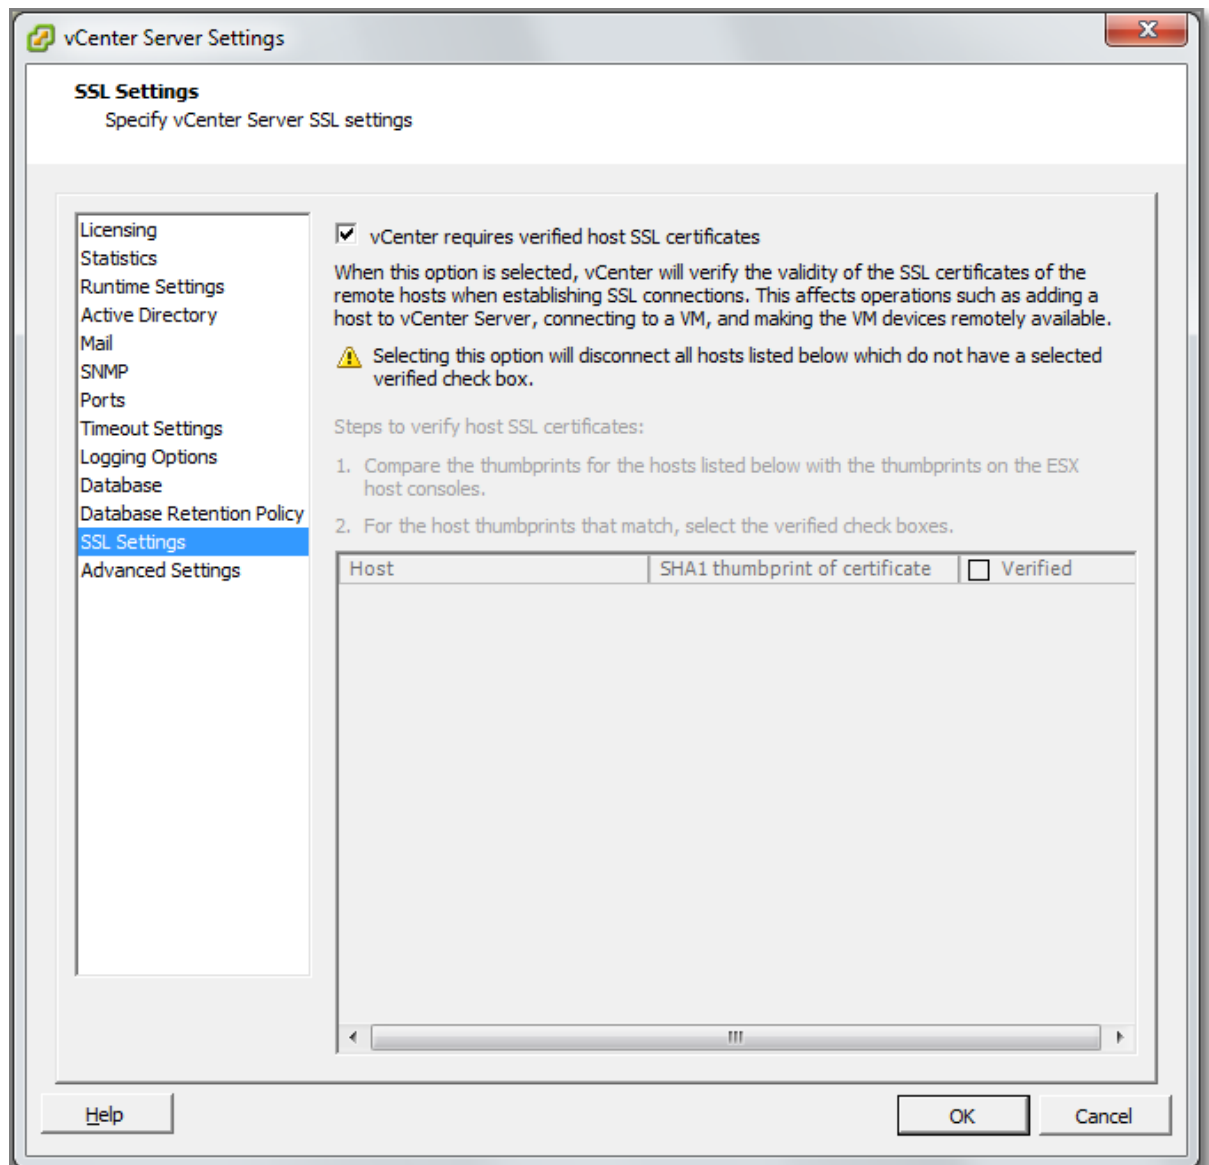 vCenter Server Settings
SSL Settings
Specify vCenter Server SSL settings
Licensing
Statistics
Runtime Settings
Active Directory
Mail
SNMP
Ports
Timeout Settings
Logging Options
Database
Database Retention Policy
SSL Settings
Advanced Settings
vCenter requires verified host SSL certificates
When this option is selected, vCenter will verify the validity of the SSL certificates of the
remote hosts when establishing SSL connections. This affects operations such as adding a
host to vCenter Server, connecting to a VM, and making the VM devices remotely available.
Selecting this option will disconnect all hosts listed below which do not have a selected
verified check box.
Steps to verify host SSL certificates:
1. Compare the thumbprints for the hosts listed below with the thumbprints on the ESX
host consoles.
2. For the host thumbprints that match, select the verified check boxes.
Host SHA1 thumbprint of certificate Verified
Help OK Cancel